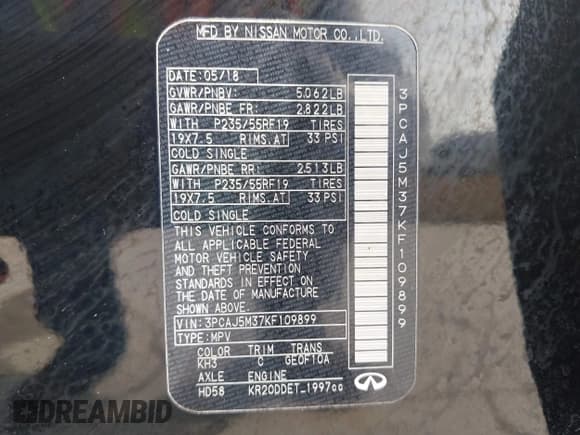 MFD BY NISSAN MOTOR CO.,LTD.
DATE:05/18
GVWR/PNBV: 5,062LB
GAWR/PNBE FR: 2,822LB
WITH P235/55RF19 TIRES
19X7.5 RIMS.AT 33 PSI
COLD SINGLE
GAWR/PNBE RR: 2513LB
WITH P235/55RF19 TIRES
19X7.5 RIMS.AT 33 PSI
COLD SINGLE
THIS VEHICLE CONFORMS TO
ALL APPLICABLE FEDERAL
MOTOR VEHICLE SAFETY
AND THEFT PREVENTION
STANDARDS IN EFFECT ON
THE DATE OF MANUFACTURE
VIN: 3PCAJ5M37KF109899
TYPE: MPV
COLOR TRIM TRANS
KH3 C GEOF10A
AXLE ENGINE
HD58 KR20DDET-1997cc
3PCAJ5M37KF109899
DREAMBID